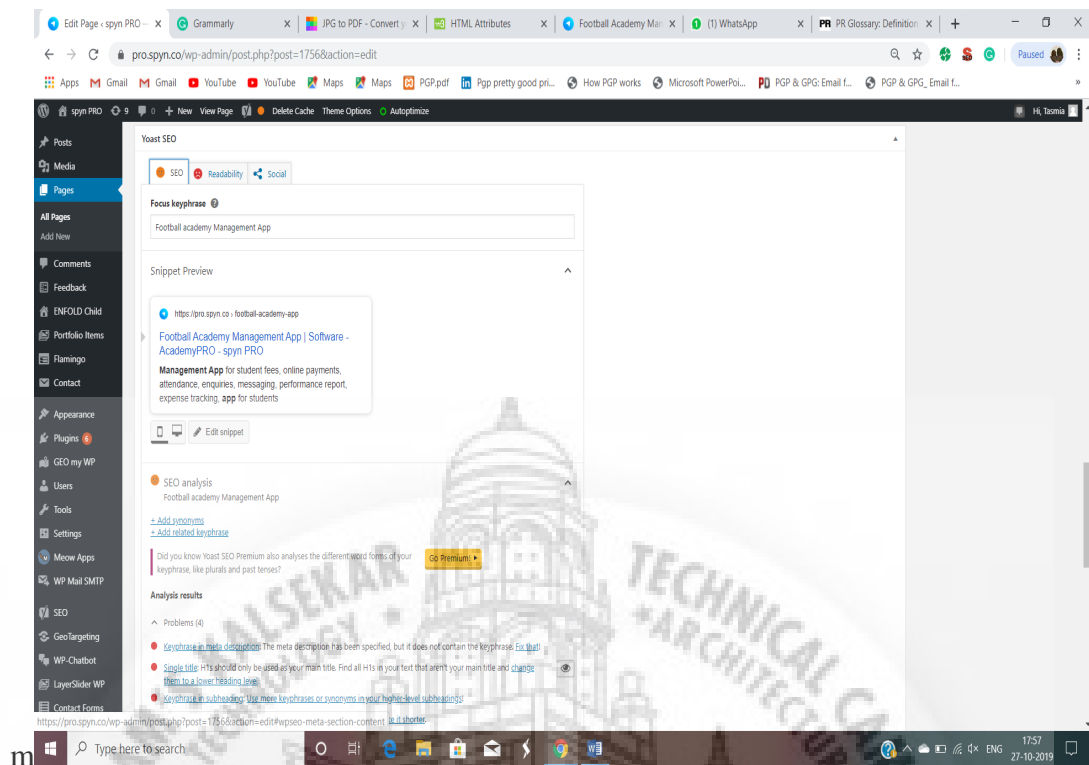 Edit Page ‹ spyn PRO — X
Grammarly X
JPG to PDF - Convert y X
HTML Attributes X
Football Academy Man X
(1) WhatsApp X
PR PR Glossary: Definition X
pro.spyn.co/wp-admin/post.php?post=1756&action=edit
Paused
Apps
Gmail
Gmail
YouTube
YouTube
Maps
Maps
PGP.pdf
Pgp pretty good pri...
How PGP works
Microsoft PowerPoi...
PD PGP & GPG: Email f...
PGP & GPG_ Email f...
»
spyn PRO 9 0 + New View Page Delete Cache Theme Options Autoptimize
Hi, Tasmia
Posts
Media
Pages
All Pages
Add New
Comments
Feedback
ENFOLD Child
Portfolio Items
Flamingo
Contact
Appearance
Plugins 6
GEO my WP
Users
Tools
Settings
Meow Apps
WP Mail SMTP
SEO
GeoTargeting
WP-Chatbot
LayerSlider WP
Contact Forms
Yoast SEO
SEO
Readability
Social
Focus keyphrase
Football academy Management App
Snippet Preview
https://pro.spyn.co › football-academy-app
Football Academy Management App | Software -
AcademyPRO - spyn PRO
Management App for student fees, online payments,
attendance, enquiries, messaging, performance report,
expense tracking, app for students
Edit snippet
SEO analysis
Football academy Management App
+ Add synonyms
+ Add related keyphrase
Did you know Yoast SEO Premium also analyses the different word forms of your
keyphrase, like plurals and past tenses?
Go Premium!
Analysis results
Problems (4)
Keyphrase in meta description: The meta description has been specified, but it does not contain the keyphrase. Fix that!
Single title: H1s should only be used as your main title. Find all H1s in your text that aren't your main title and change
them to a lower heading level!
Keyphrase in subheading: Use more keyphrases or synonyms in your higher-level subheadings!
https://pro.spyn.co/wp-admin/post.php?post=1756&action=edit#wpseo-meta-section-content
it shorter.
KALSEKAR TECHNICAL
ARCHITEC
m
Type here to search
ENG
17:57
27-10-2019